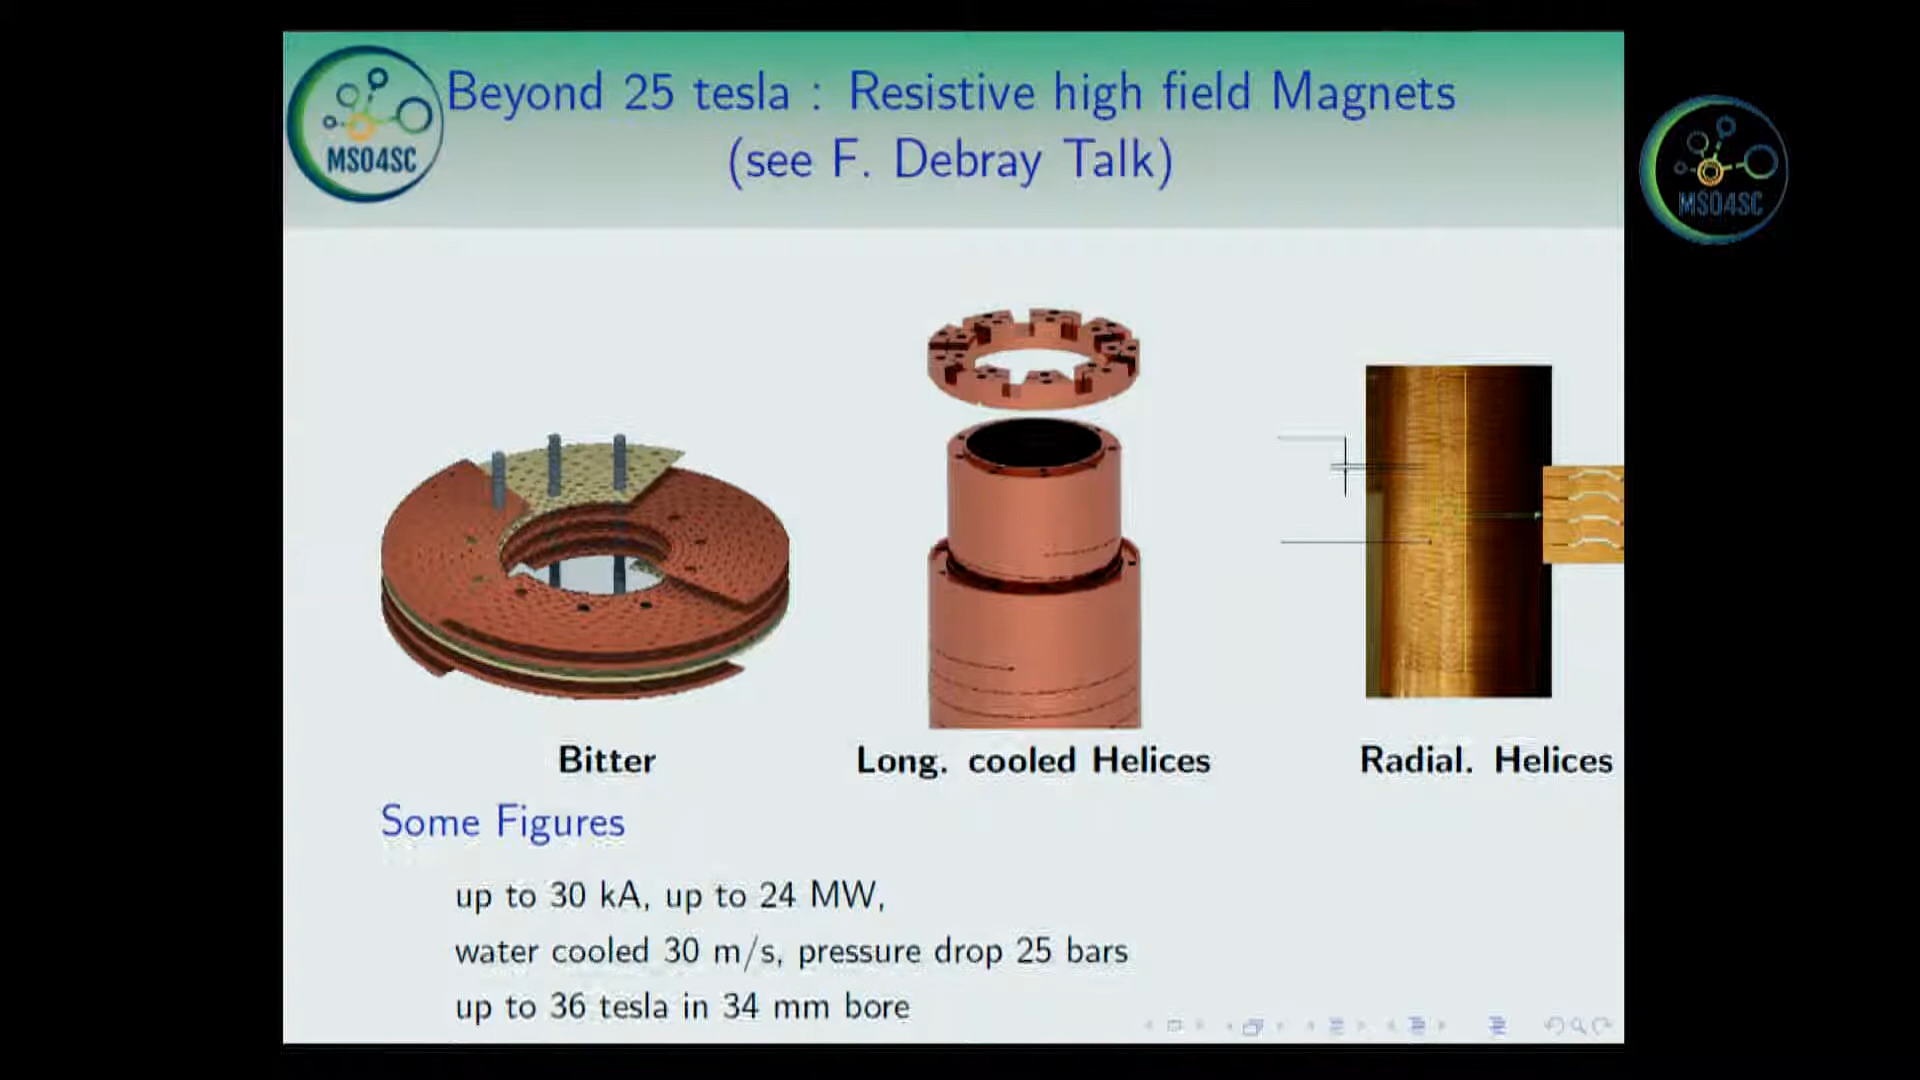 Beyond 25 tesla : Resistive high field Magnets
(see F. Debray Talk)
MSO4SC
MSO4SC
Bitter
Long. cooled Helices
Radial. Helices
Some Figures
up to 30 kA, up to 24 MW,
water cooled 30 m/s, pressure drop 25 bars
up to 36 tesla in 34 mm bore